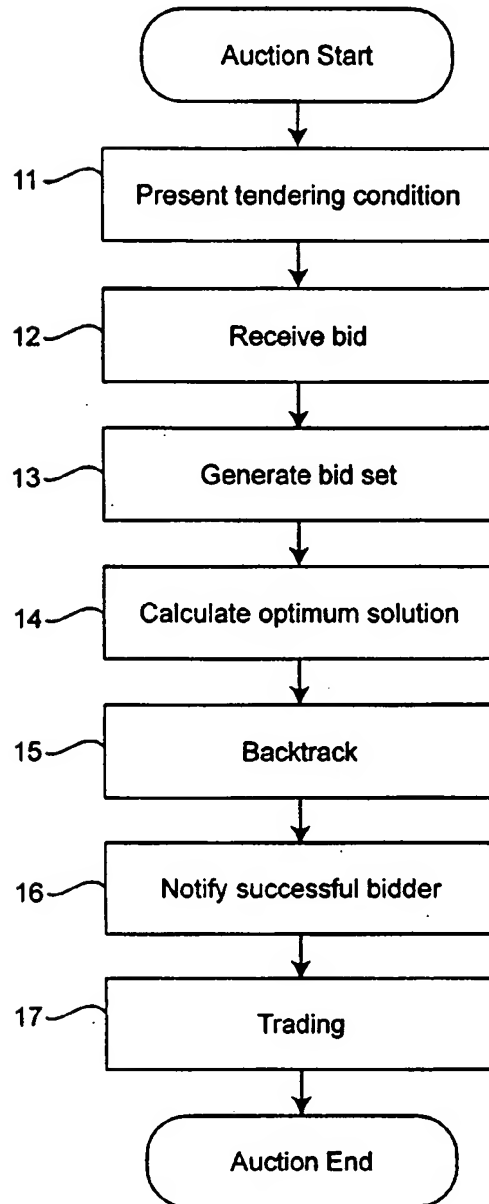 Auction Start
11
Present tendering condition
12
Receive bid
13
Generate bid set
14
Calculate optimum solution
15
Backtrack
16
Notify successful bidder
17
Trading
Auction End